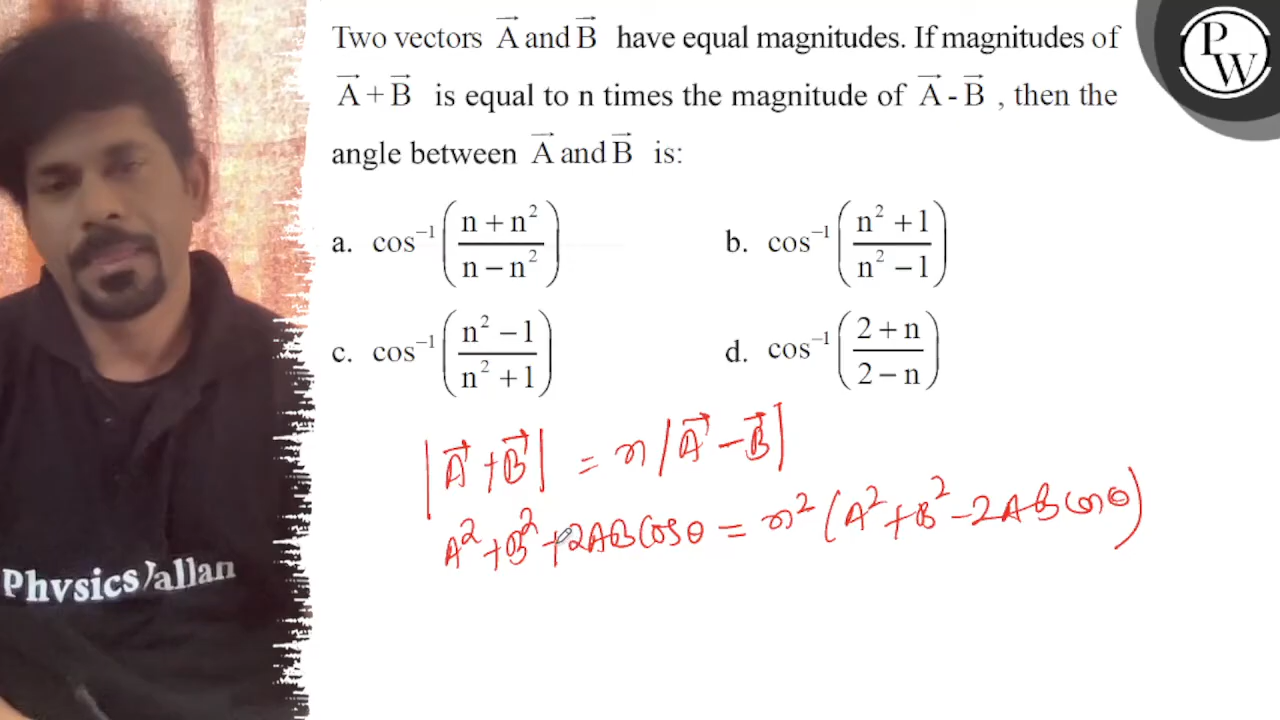 Two vectors A⃗ and B⃗ have equal magnitudes. If magnitudes of
A⃗ + B⃗ is equal to n times the magnitude of A⃗ - B⃗ , then the
angle between A⃗ and B⃗ is:
a. cos⁻¹((n + n²)/(n − n²)) b. cos⁻¹((n² + 1)/(n² − 1))
c. cos⁻¹((n² − 1)/(n² + 1)) d. cos⁻¹((2 + n)/(2 − n))
|A⃗ + B⃗| = n|A⃗ − B⃗|
A² + B² + 2AB Cosθ = n² (A² + B² − 2AB cosθ)
PW
Physics
allan